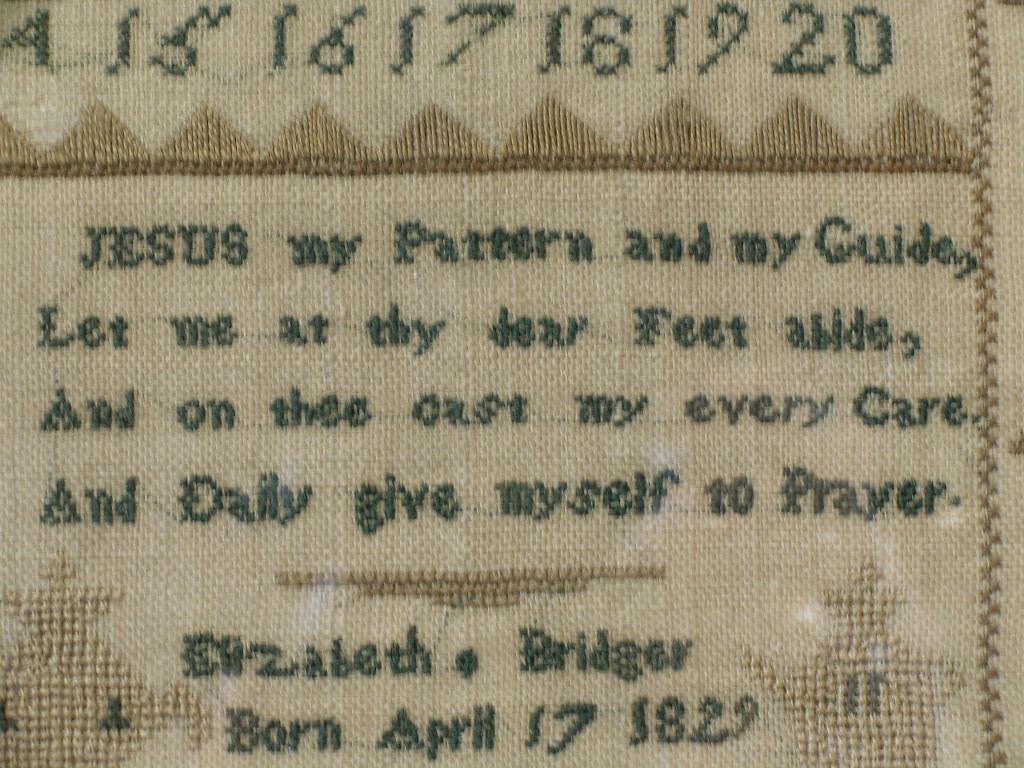 4 15 16 17 18 19 20
JESUS my Pattern and my Guide,
Let me at thy dear Feet abide,
And on thee cast my every Care.
And Daily give myself to Prayer.
Elizabeth . Bridger
Born April 17 1829